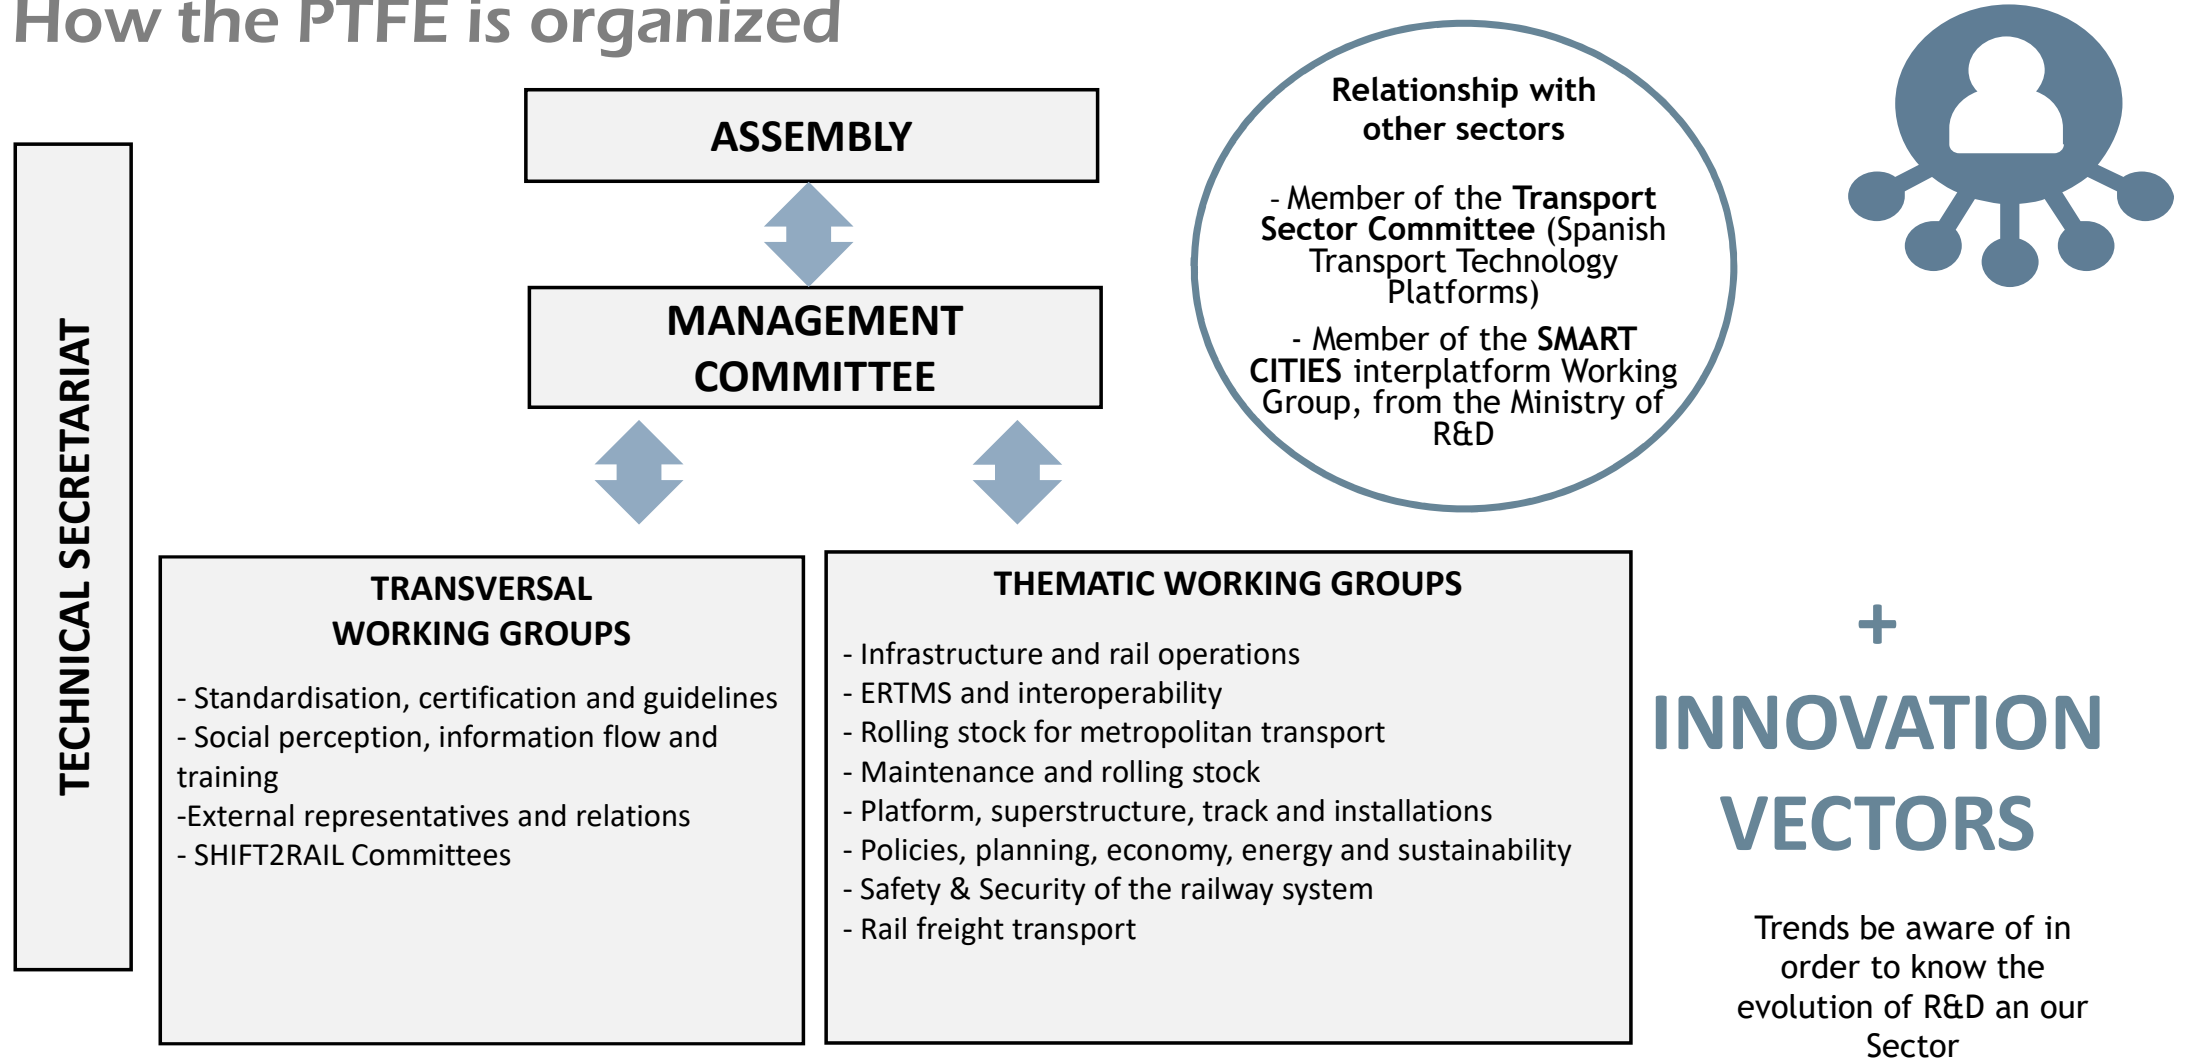 How the PTFE is organized
TECHNICAL SECRETARIAT
ASSEMBLY
MANAGEMENT
COMMITTEE
Relationship with
other sectors
- Member of the Transport
Sector Committee (Spanish
Transport Technology
Platforms)
- Member of the SMART
CITIES interplatform Working
Group, from the Ministry of
R&D
TRANSVERSAL
WORKING GROUPS
- Standardisation, certification and guidelines
- Social perception, information flow and
training
-External representatives and relations
- SHIFT2RAIL Committees
THEMATIC WORKING GROUPS
- Infrastructure and rail operations
- ERTMS and interoperability
- Rolling stock for metropolitan transport
- Maintenance and rolling stock
- Platform, superstructure, track and installations
- Policies, planning, economy, energy and sustainability
- Safety & Security of the railway system
- Rail freight transport
+
INNOVATION
VECTORS
Trends be aware of in
order to know the
evolution of R&D an our
Sector